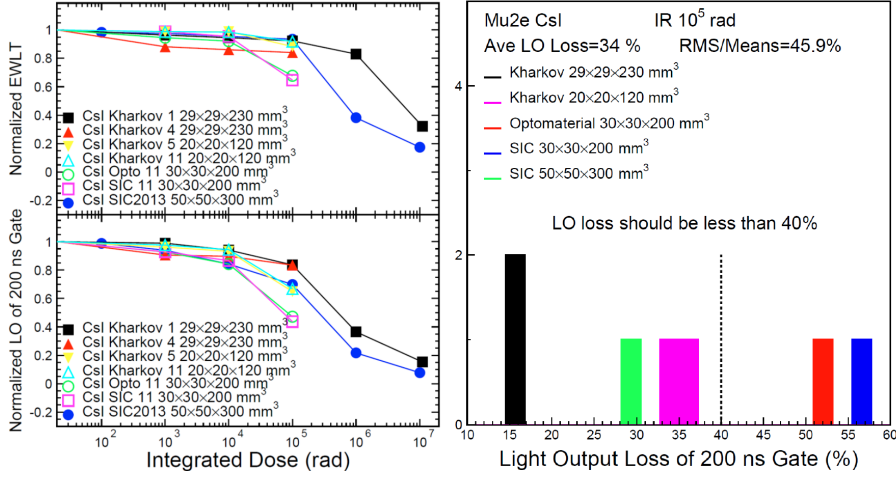 Normalized EWLT
1
0.8
0.6
0.4
0.2
0
-0.2
CsI Kharkov 1 29×29×230 mm³
CsI Kharkov 4 29×29×230 mm³
CsI Kharkov 5 20×20×120 mm³
CsI Kharkov 11 20×20×120 mm³
CsI Opto 11 30×30×200 mm³
CsI SIC 11 30×30×200 mm³
CsI SIC2013 50×50×300 mm³
Normalized LO of 200 ns Gate
1
0.8
0.6
0.4
0.2
0
-0.2
CsI Kharkov 1 29×29×230 mm³
CsI Kharkov 4 29×29×230 mm³
CsI Kharkov 5 20×20×120 mm³
CsI Kharkov 11 20×20×120 mm³
CsI Opto 11 30×30×200 mm³
CsI SIC 11 30×30×200 mm³
CsI SIC2013 50×50×300 mm³
10² 10³ 10⁴ 10⁵ 10⁶ 10⁷
Integrated Dose (rad)
Mu2e CsI IR 10⁵ rad
Ave LO Loss=34 % RMS/Means=45.9%
Kharkov 29×29×230 mm³
Kharkov 20×20×120 mm³
Optomaterial 30×30×200 mm³
SIC 30×30×200 mm³
SIC 50×50×300 mm³
LO loss should be less than 40%
4
2
0
10 15 20 25 30 35 40 45 50 55 60
Light Output Loss of 200 ns Gate (%)